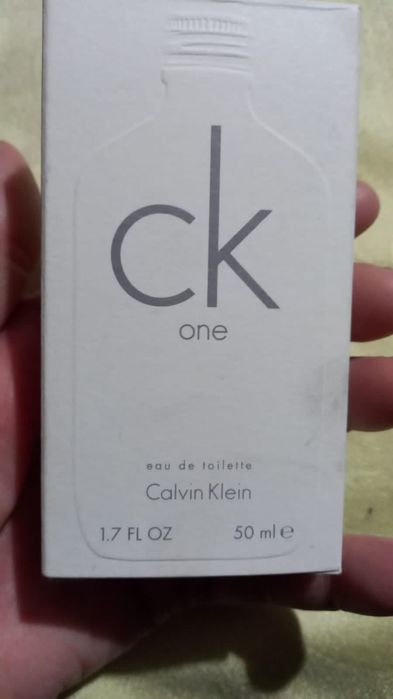 ck
one
eau de toilette
Calvin Klein
1.7 FL OZ 50 ml e